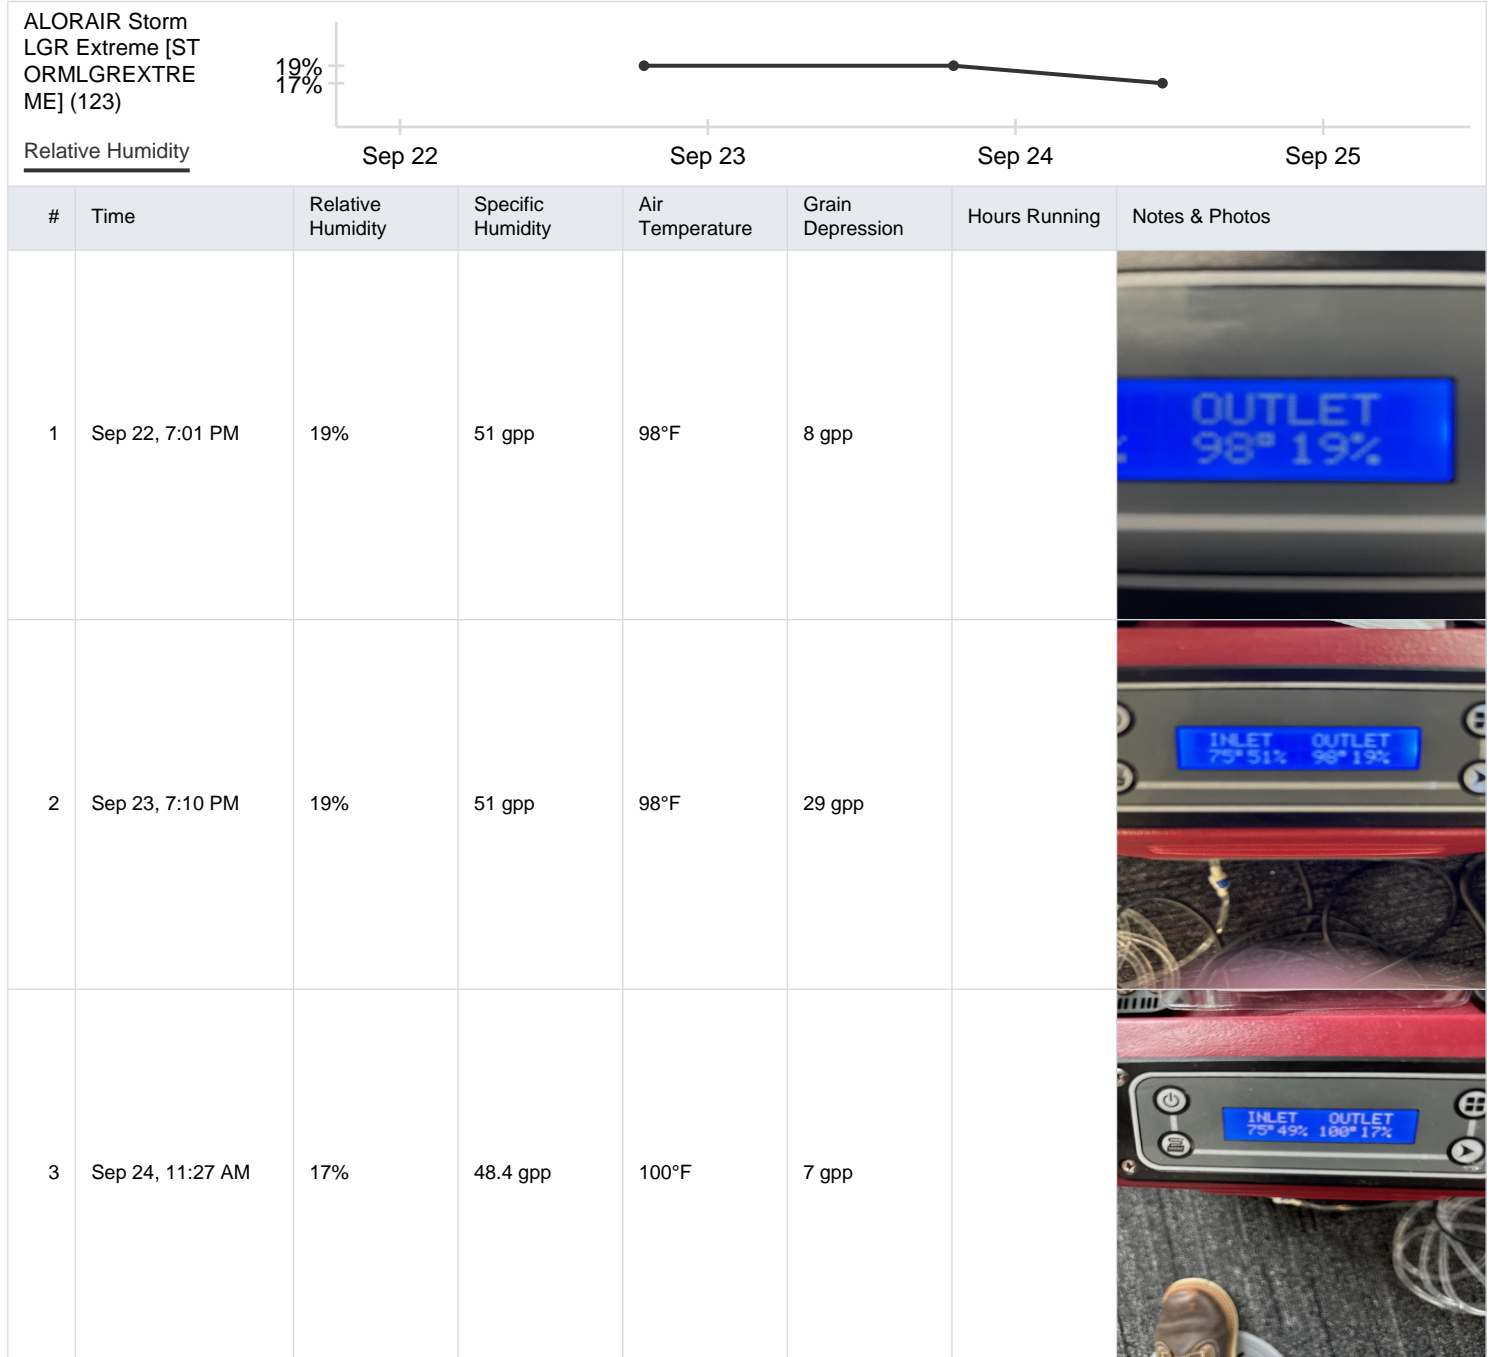 ALORAIR Storm
LGR Extreme [ST
ORMLGREXTRE
ME] (123)
Relative Humidity
19%
17%
Sep 22 Sep 23 Sep 24 Sep 25
# Time Relative Humidity Specific Humidity Air Temperature Grain Depression Hours Running Notes & Photos
1 Sep 22, 7:01 PM 19% 51 gpp 98°F 8 gpp
OUTLET
% 98° 19%
2 Sep 23, 7:10 PM 19% 51 gpp 98°F 29 gpp
INLET OUTLET
75° 51% 98° 19%
3 Sep 24, 11:27 AM 17% 48.4 gpp 100°F 7 gpp
INLET OUTLET
75° 49% 100° 17%